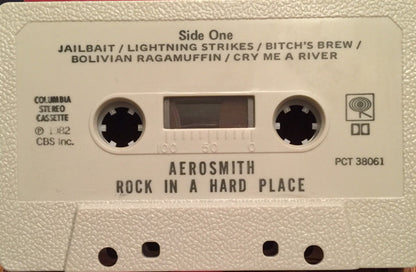 Side One
JAILBAIT / LIGHTNING STRIKES / BITCH'S BREW /
BOLIVIAN RAGAMUFFIN / CRY ME A RIVER
COLUMBIA
STEREO
CASSETTE
℗ 1982
CBS Inc.
100 50 0
PCT 38061
AEROSMITH
ROCK IN A HARD PLACE